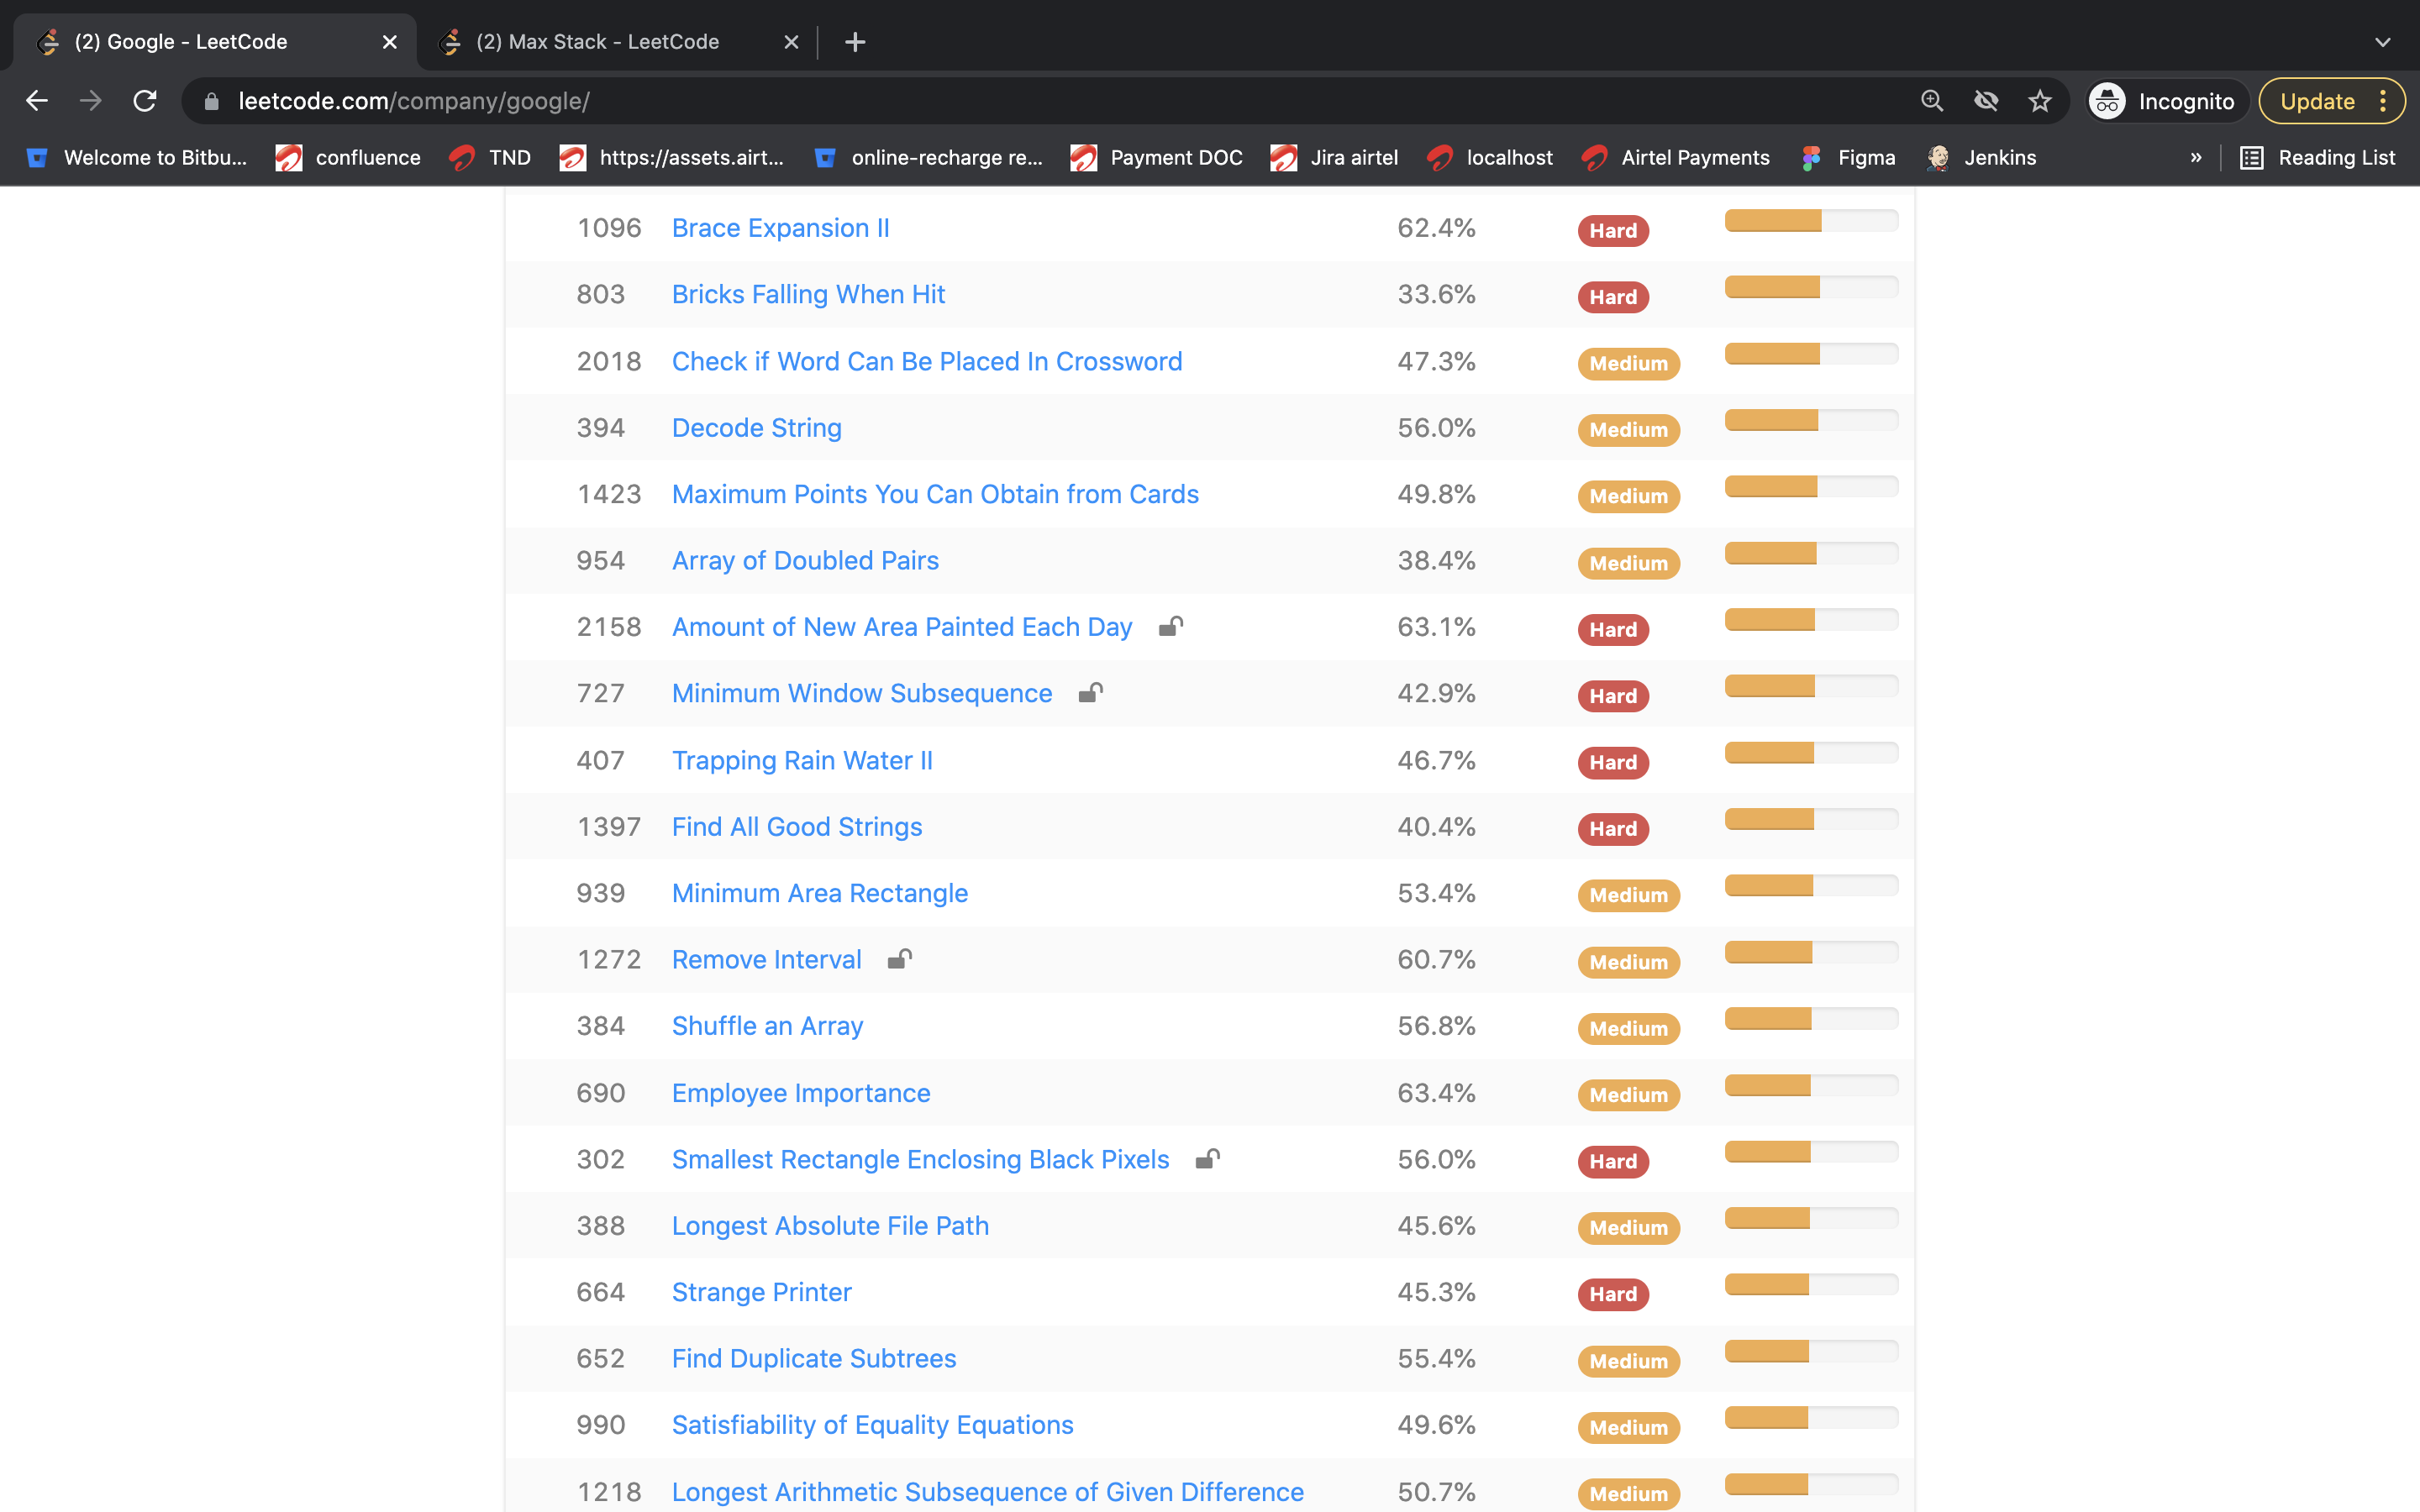 (2) Google - LeetCode
(2) Max Stack - LeetCode
leetcode.com/company/google/
Incognito
Update
Welcome to Bitbu...
confluence
TND
https://assets.airt...
online-recharge re...
Payment DOC
Jira airtel
localhost
Airtel Payments
Figma
Jenkins
»
Reading List
1096 Brace Expansion II 62.4% Hard
803 Bricks Falling When Hit 33.6% Hard
2018 Check if Word Can Be Placed In Crossword 47.3% Medium
394 Decode String 56.0% Medium
1423 Maximum Points You Can Obtain from Cards 49.8% Medium
954 Array of Doubled Pairs 38.4% Medium
2158 Amount of New Area Painted Each Day 63.1% Hard
727 Minimum Window Subsequence 42.9% Hard
407 Trapping Rain Water II 46.7% Hard
1397 Find All Good Strings 40.4% Hard
939 Minimum Area Rectangle 53.4% Medium
1272 Remove Interval 60.7% Medium
384 Shuffle an Array 56.8% Medium
690 Employee Importance 63.4% Medium
302 Smallest Rectangle Enclosing Black Pixels 56.0% Hard
388 Longest Absolute File Path 45.6% Medium
664 Strange Printer 45.3% Hard
652 Find Duplicate Subtrees 55.4% Medium
990 Satisfiability of Equality Equations 49.6% Medium
1218 Longest Arithmetic Subsequence of Given Difference 50.7% Medium